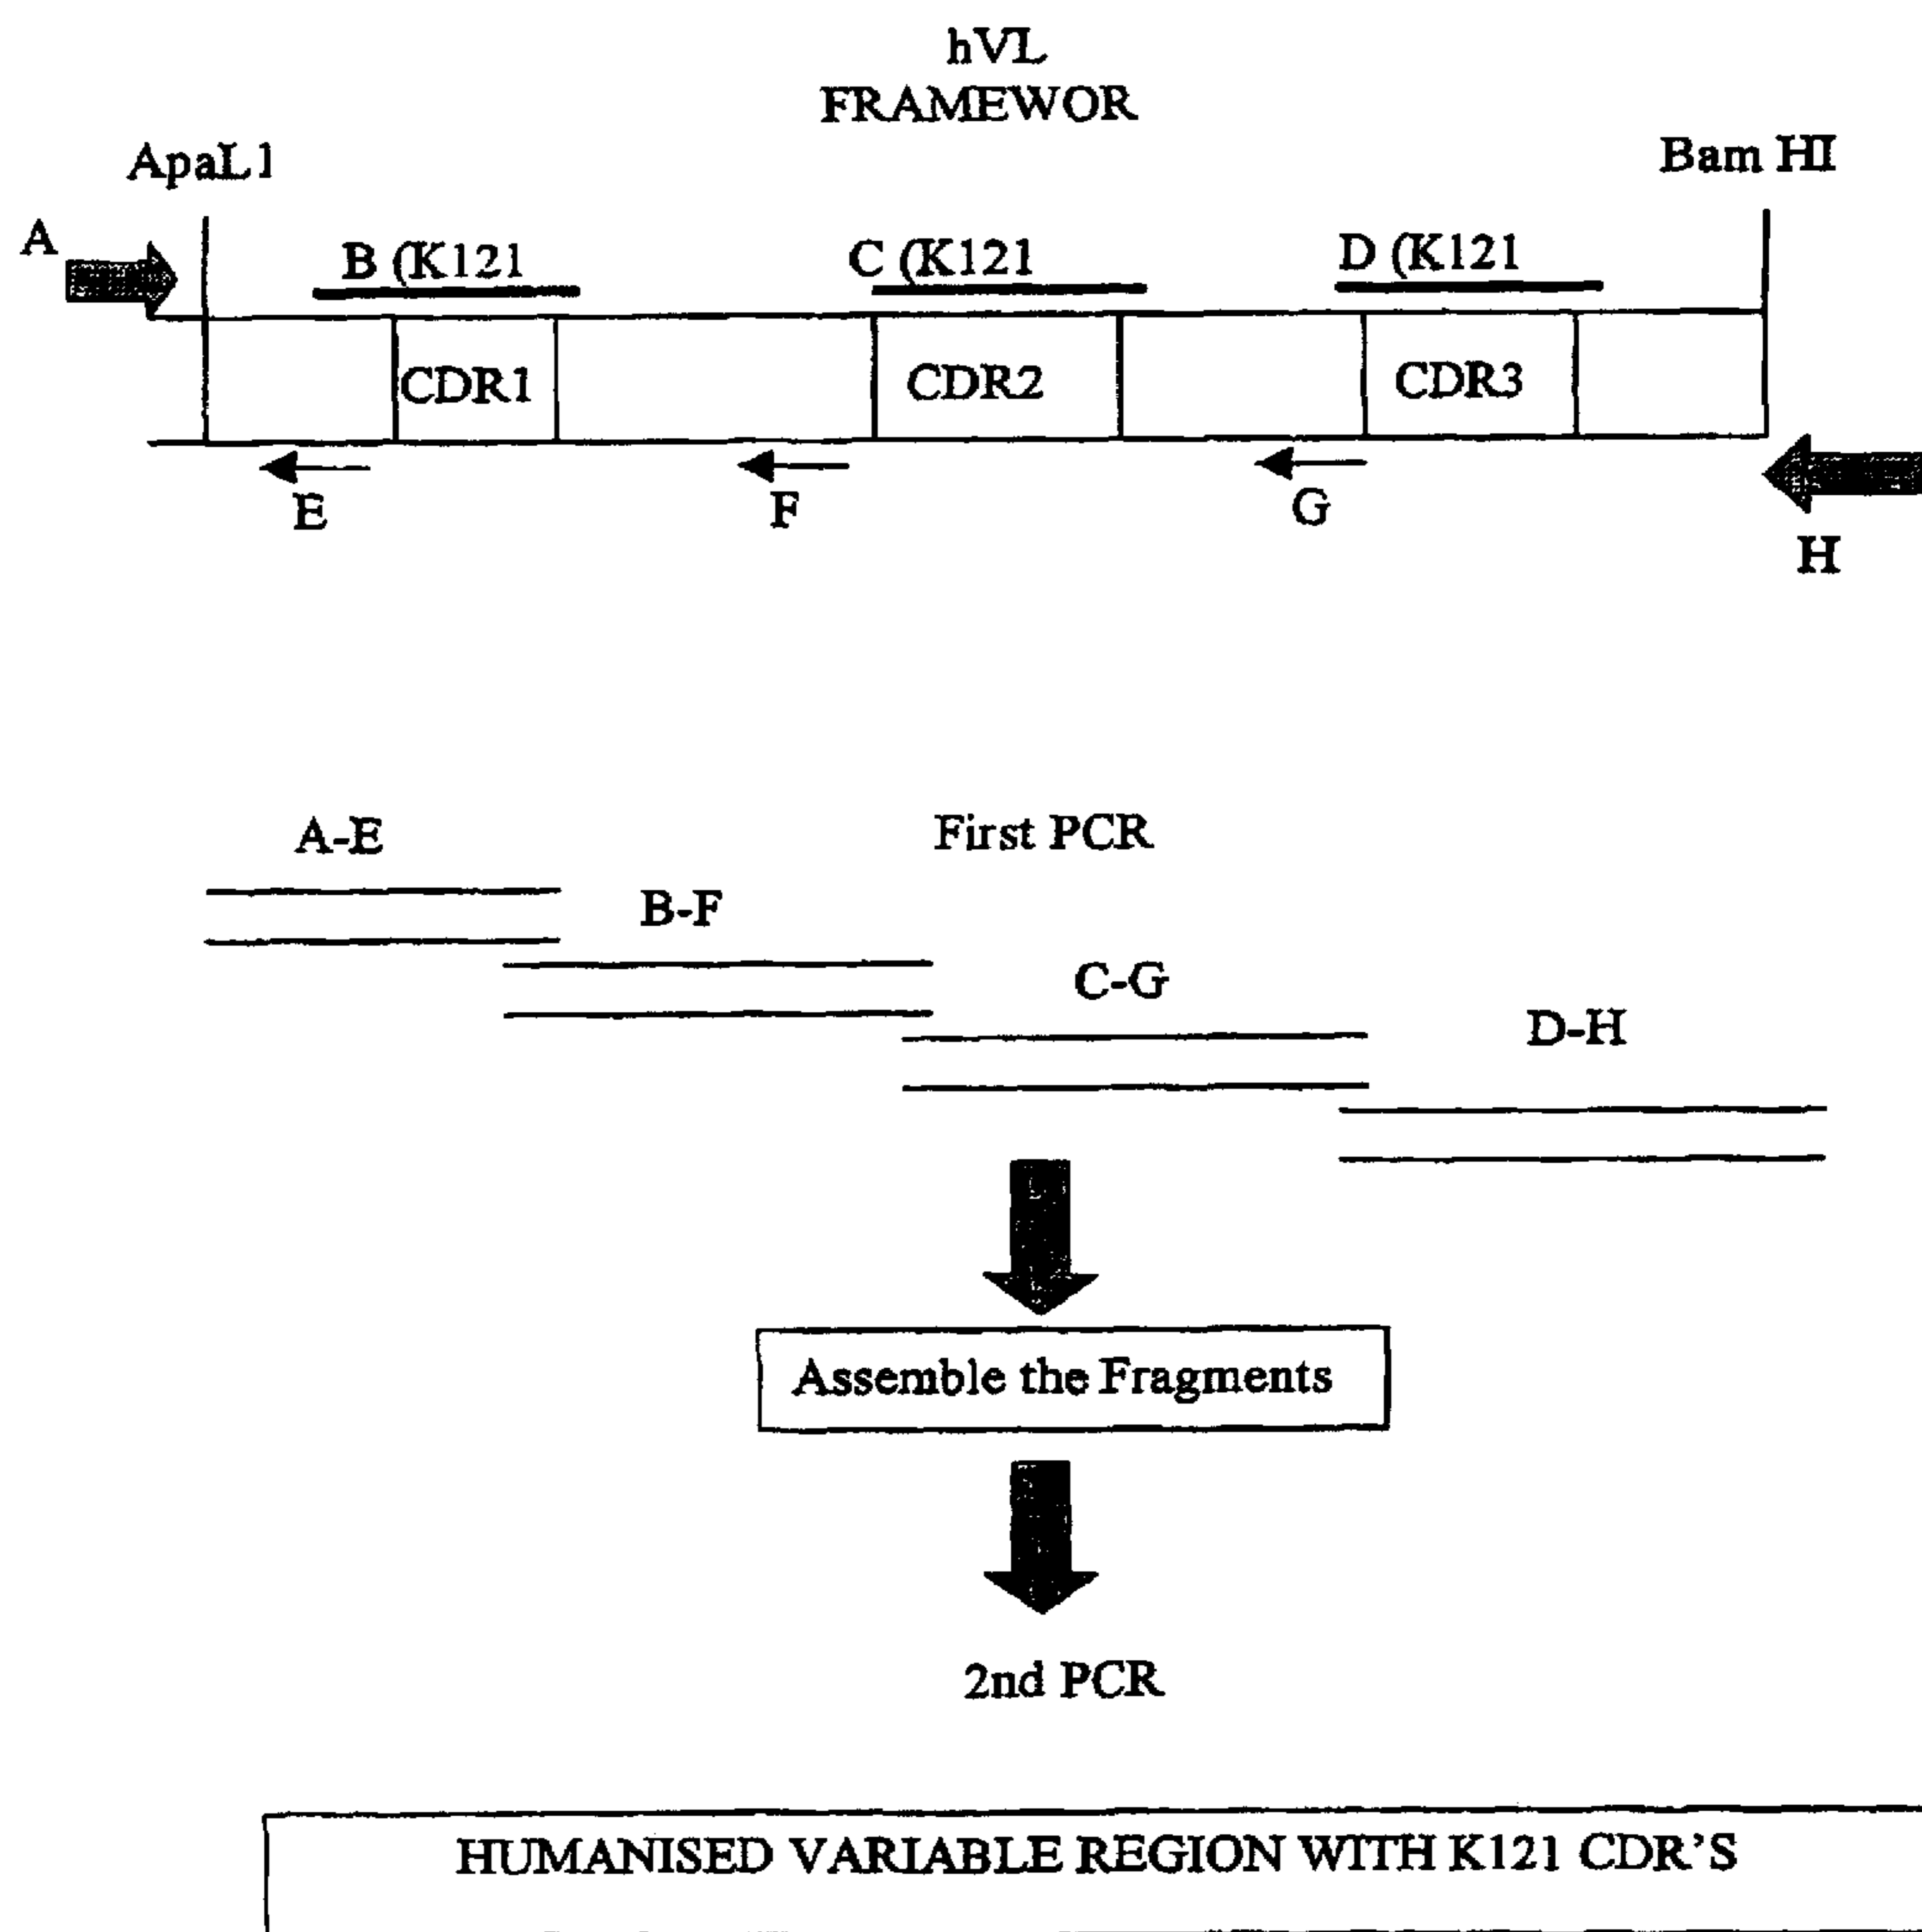 hVL
FRAMEWOR
ApaL1
Bam HI
A
B (K121
C (K121
D (K121
CDR1
CDR2
CDR3
E
F
G
H
A-E
First PCR
B-F
C-G
D-H
Assemble the Fragments
2nd PCR
HUMANISED VARIABLE REGION WITH K121 CDR'S